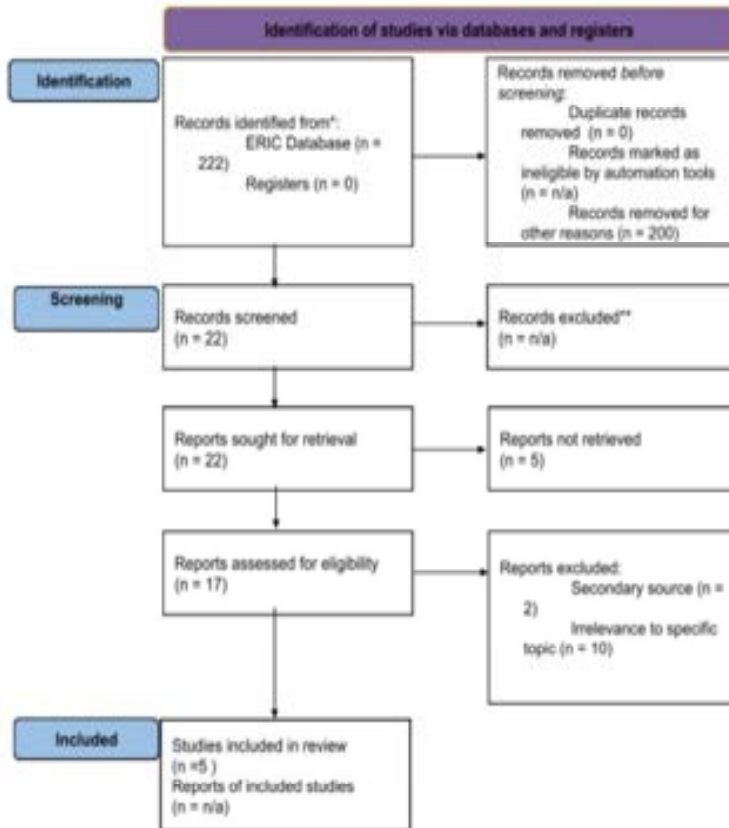 Identification of studies via databases and registers
Identification
Records identified from*:
ERIC Database (n =
222)
Registers (n = 0)
Records removed before
screening:
Duplicate records
removed (n = 0)
Records marked as
ineligible by automation tools
(n = n/a)
Records removed for
other reasons (n = 200)
Screening
Records screened
(n = 22)
Records excluded**
(n = n/a)
Reports sought for retrieval
(n = 22)
Reports not retrieved
(n = 5)
Reports assessed for eligibility
(n = 17)
Reports excluded:
Secondary source (n =
2)
Irrelevance to specific
topic (n = 10)
Included
Studies included in review
(n =5 )
Reports of included studies
(n = n/a)